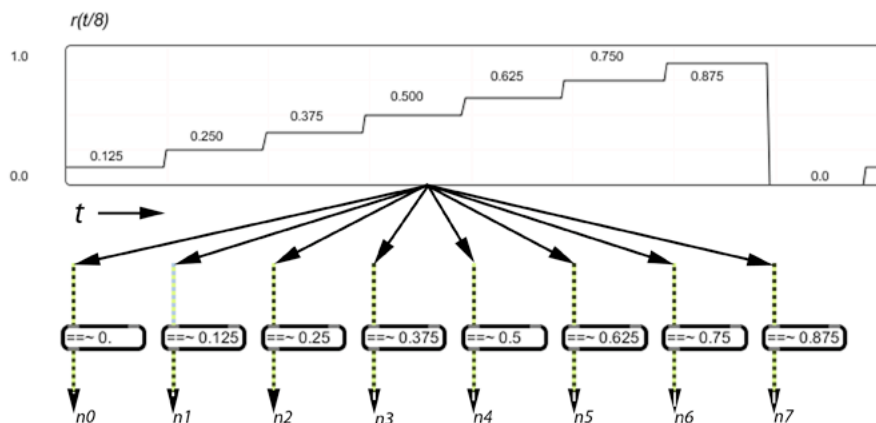 r(t/8)
1.0
0.750
0.625
0.875
0.500
0.375
0.250
0.125
0.0
0.0
t
==~ 0.
==~ 0.125
==~ 0.25
==~ 0.375
==~ 0.5
==~ 0.625
==~ 0.75
==~ 0.875
n0
n1
n2
n3
n4
n5
n6
n7